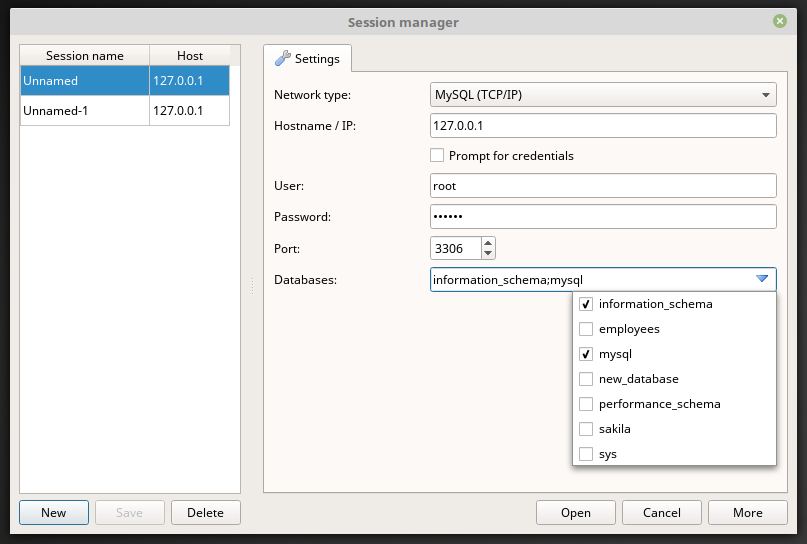 Session manager
Session name Host
Unnamed 127.0.0.1
Unnamed-1 127.0.0.1
Settings
Network type: MySQL (TCP/IP)
Hostname / IP: 127.0.0.1
Prompt for credentials
User: root
Password: ••••••
Port: 3306
Databases: information_schema;mysql
information_schema
employees
mysql
new_database
performance_schema
sakila
sys
New Save Delete Open Cancel More